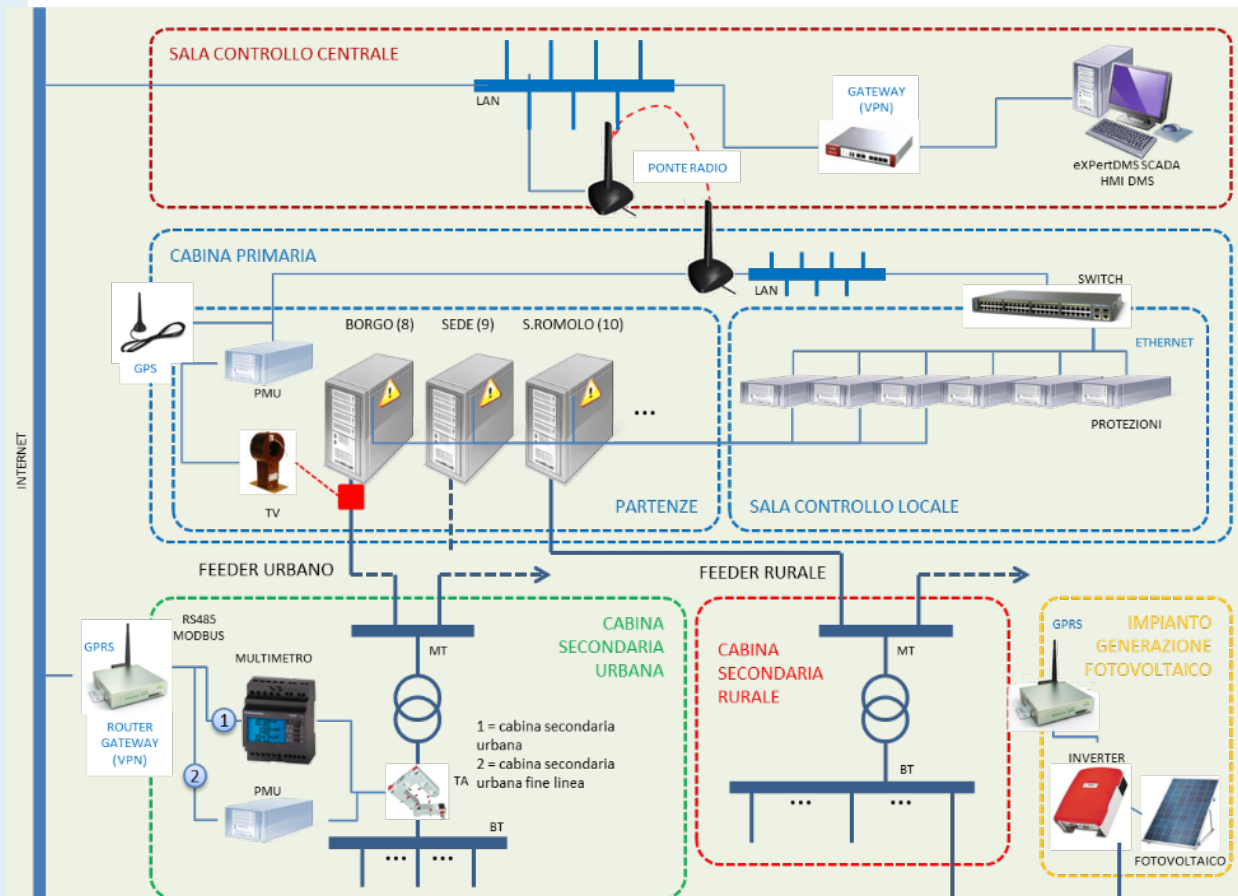 SALA CONTROLLO CENTRALE
LAN
GATEWAY
(VPN)
PONTE RADIO
eXPertDMS SCADA
HMI DMS
CABINA PRIMARIA
LAN
SWITCH
BORGO (8)
SEDE (9)
S.ROMOLO (10)
ETHERNET
GPS
PMU
...
PROTEZIONI
TV
PARTENZE
SALA CONTROLLO LOCALE
INTERNET
FEEDER URBANO
FEEDER RURALE
RS485
MODBUS
GPRS
MULTIMETRO
MT
CABINA
SECONDARIA
URBANA
CABINA
SECONDARIA
RURALE
MT
GPRS
IMPIANTO
GENERAZIONE
FOTOVOLTAICO
1
ROUTER
GATEWAY
(VPN)
2
1 = cabina secondaria
urbana
2 = cabina secondaria
urbana fine linea
PMU
TA
BT
... ...
BT
... ...
INVERTER
FOTOVOLTAICO